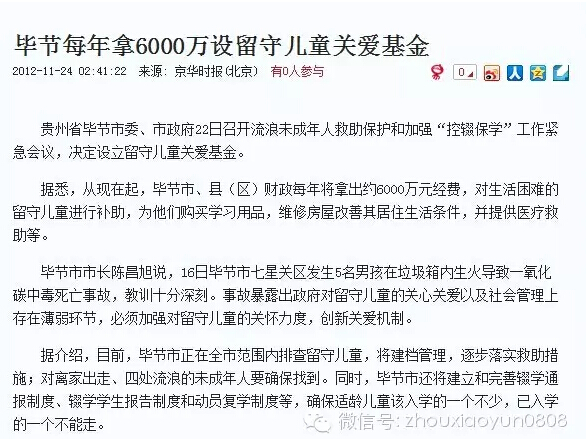 毕节每年拿6000万设留守儿童关爱基金
2012-11-24 02:41:22 来源: 京华时报(北京) 有0人参与 0
贵州省毕节市委、市政府22日召开流浪未成年人救助保护和加强“控辍保学”工作紧
急会议，决定设立留守儿童关爱基金。
据悉，从现在起，毕节市、县（区）财政每年将拿出约6000万元经费，对生活困难的
留守儿童进行补助，为他们购买学习用品，维修房屋改善其居住生活条件，并提供医疗救
助等。
毕节市市长陈昌旭说，16日毕节市七星关区发生5名男孩在垃圾箱内生火导致一氧化
碳中毒死亡事故，教训十分深刻。事故暴露出政府对留守儿童的关心关爱以及社会管理上
存在薄弱环节，必须加强对留守儿童的关怀力度，创新关爱机制。
据介绍，目前，毕节市正在全市范围内排查留守儿童，将建档管理，逐步落实救助措
施；对离家出走、四处流浪的未成年人要确保找到。同时，毕节市还将建立和完善辍学通
报制度、辍学学生报告制度和动员复学制度等，确保适龄儿童该入学的一个不少，已入学
的一个不能走。
微信号: zhouxiaoyun0808